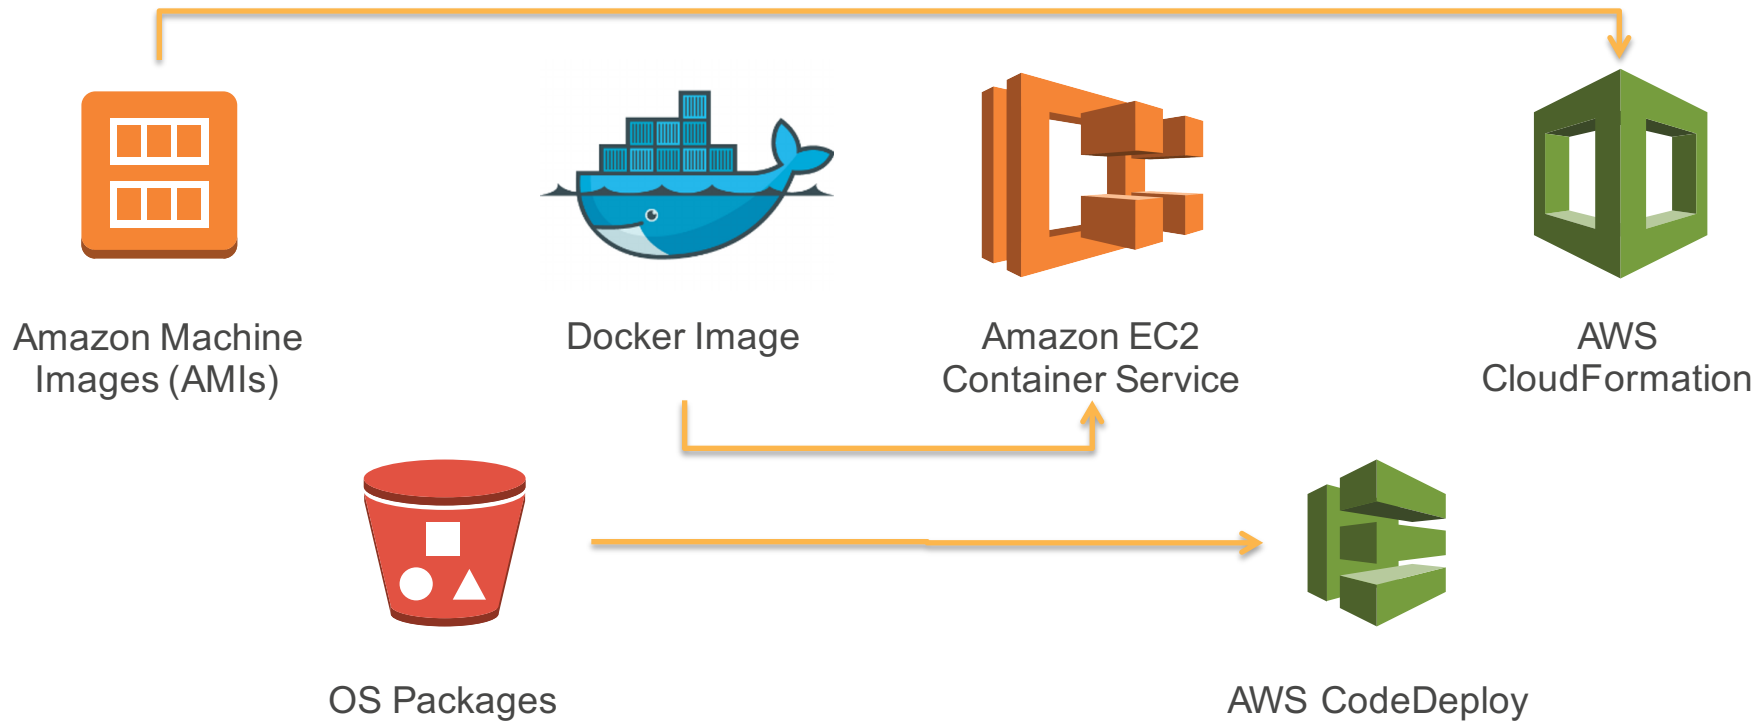 Amazon Machine
Images (AMIs)
Docker Image
Amazon EC2
Container Service
AWS
CloudFormation
OS Packages
AWS CodeDeploy